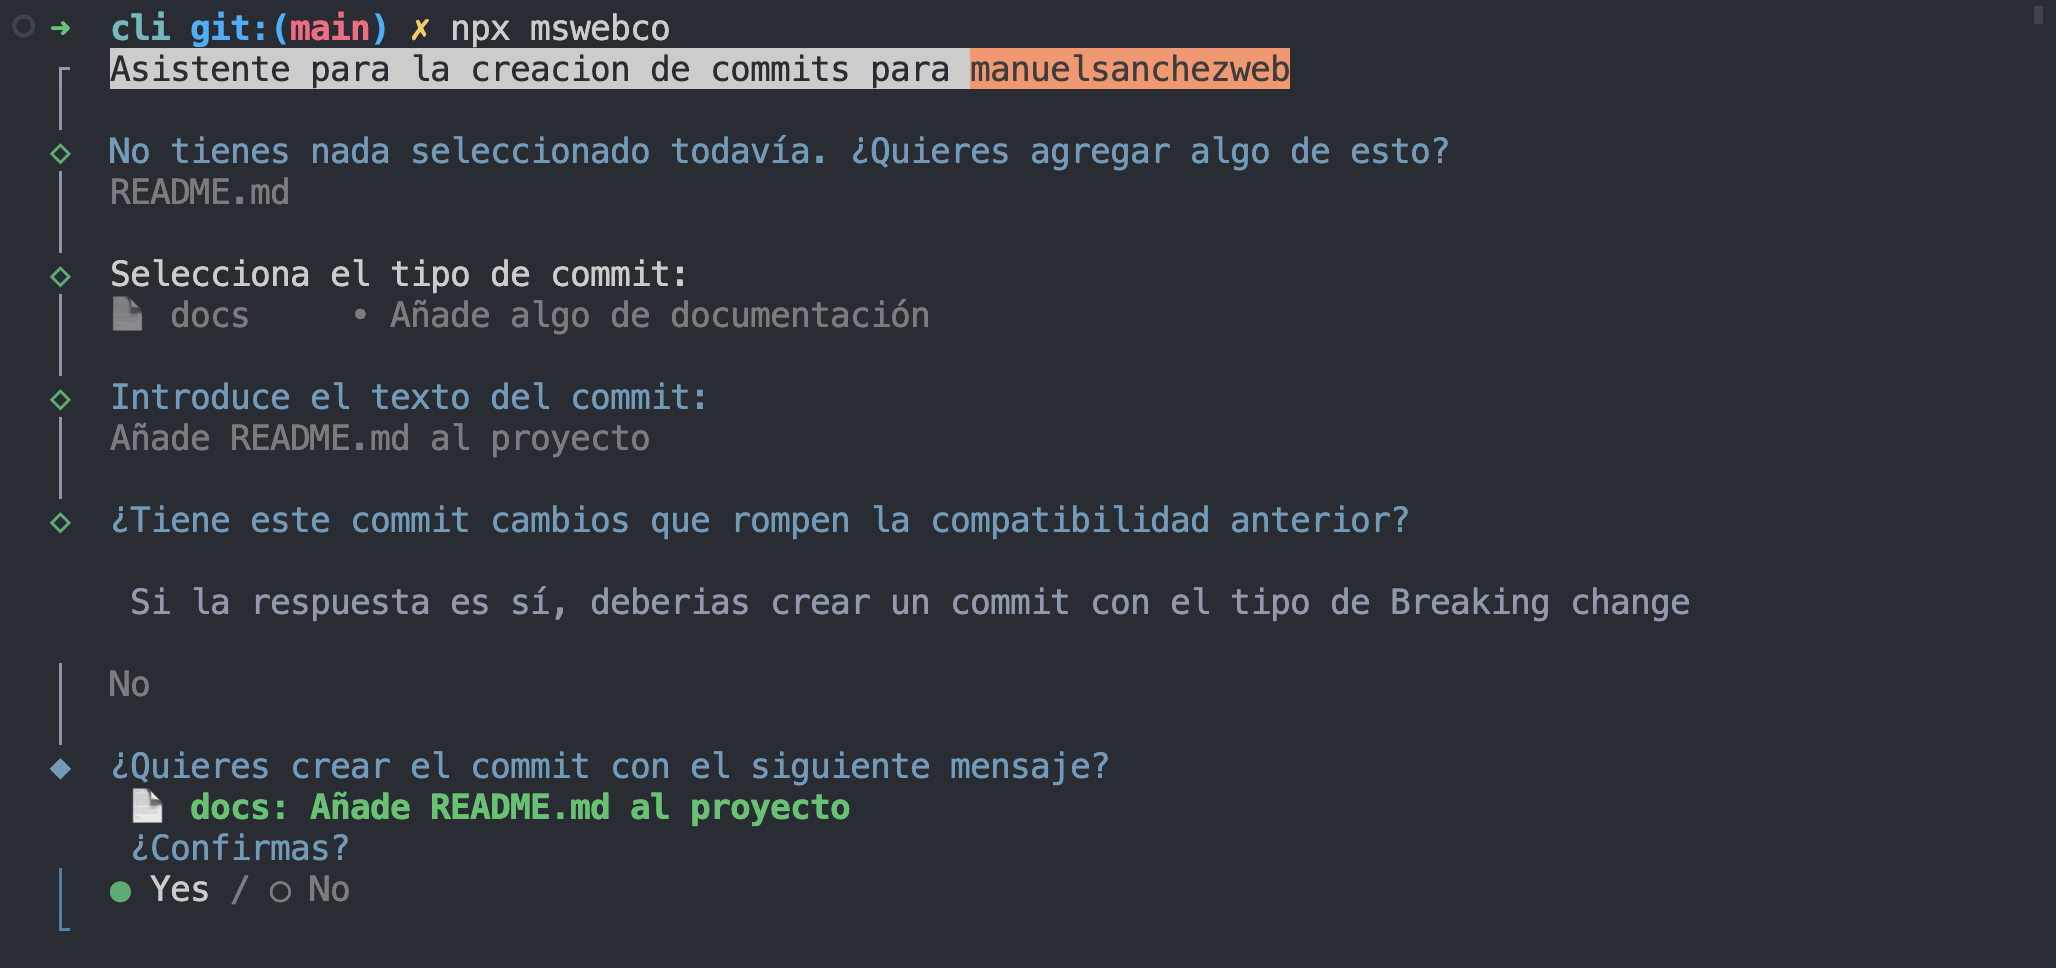 ➜ cli git:(main) ✗ npx mswebco
Asistente para la creacion de commits para manuelsanchezweb
No tienes nada seleccionado todavía. ¿Quieres agregar algo de esto?
README.md
Selecciona el tipo de commit:
📄 docs • Añade algo de documentación
Introduce el texto del commit:
Añade README.md al proyecto
¿Tiene este commit cambios que rompen la compatibilidad anterior?
Si la respuesta es sí, deberias crear un commit con el tipo de Breaking change
No
¿Quieres crear el commit con el siguiente mensaje?
📄 docs: Añade README.md al proyecto
¿Confirmas?
● Yes / ○ No